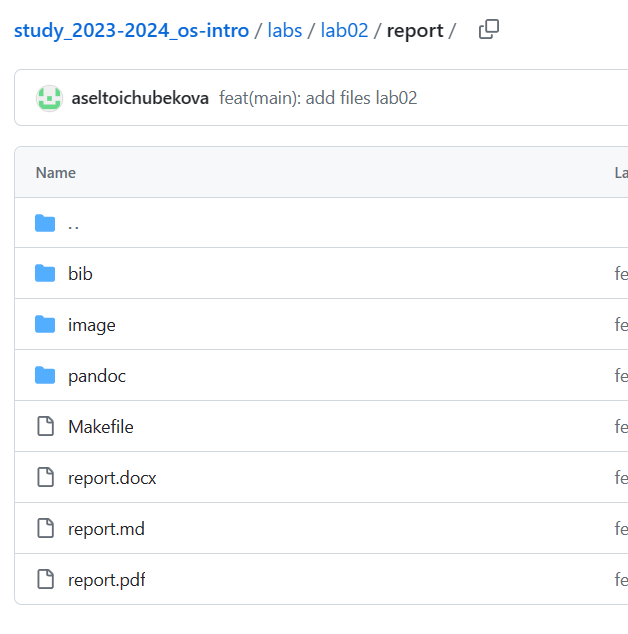 study_2023-2024_os-intro / labs / lab02 / report /
aseltoichubekova feat(main): add files lab02
Name La
..
bib fe
image fe
pandoc fe
Makefile fe
report.docx fe
report.md fe
report.pdf fe